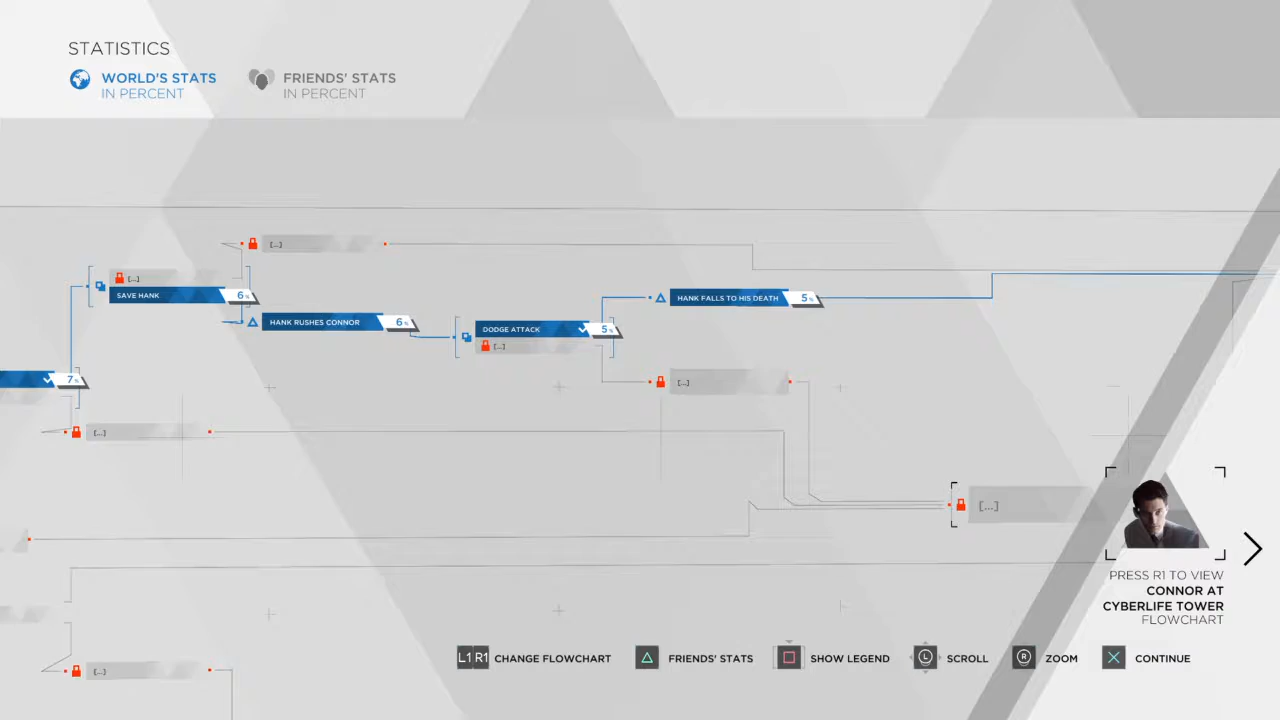 STATISTICS
WORLD'S STATS
IN PERCENT
FRIENDS' STATS
IN PERCENT
[...]
[...]
SAVE HANK
6%
HANK RUSHES CONNOR
6%
DODGE ATTACK
5%
[...]
HANK FALLS TO HIS DEATH
5%
7%
[...]
[...]
[...]
[...]
PRESS R1 TO VIEW
CONNOR AT
CYBERLIFE TOWER
FLOWCHART
L1 R1 CHANGE FLOWCHART
FRIENDS' STATS
SHOW LEGEND
L SCROLL
R ZOOM
CONTINUE